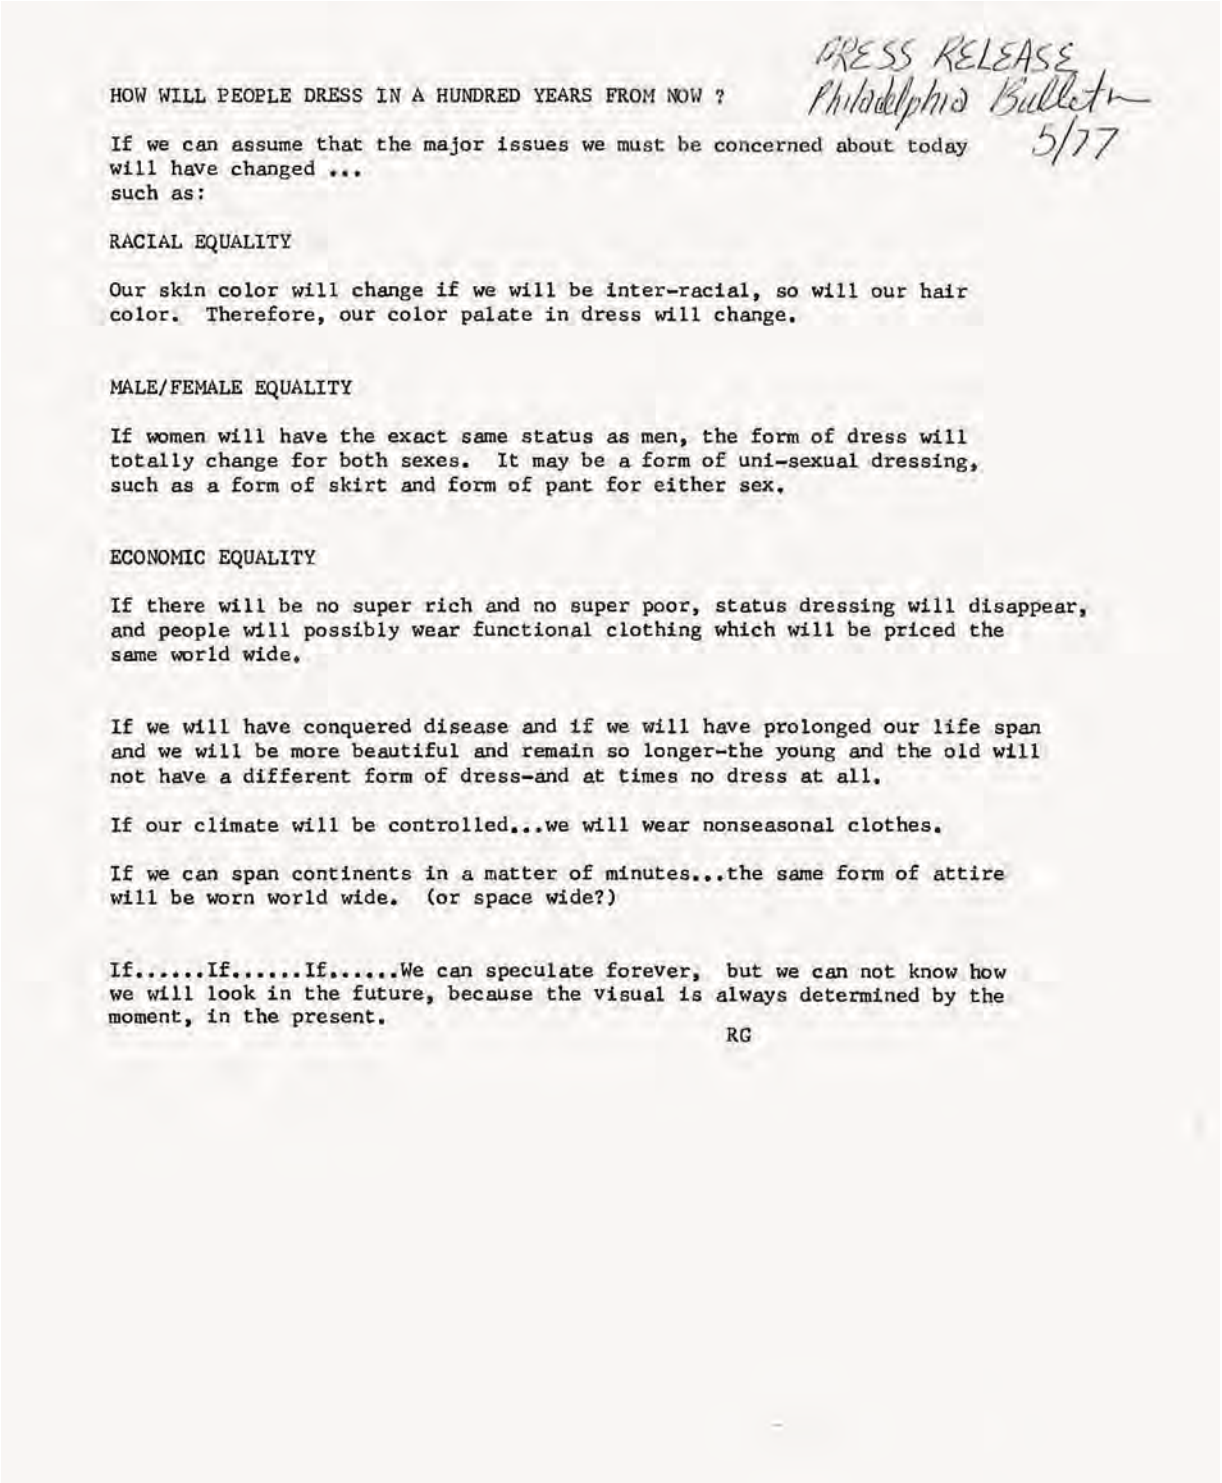 PRESS RELEASE
Philadelphia Bulletin
5/77
HOW WILL PEOPLE DRESS IN A HUNDRED YEARS FROM NOW ?
If we can assume that the major issues we must be concerned about today
will have changed ...
such as:
RACIAL EQUALITY
Our skin color will change if we will be inter-racial, so will our hair
color. Therefore, our color palate in dress will change.
MALE/FEMALE EQUALITY
If women will have the exact same status as men, the form of dress will
totally change for both sexes. It may be a form of uni-sexual dressing,
such as a form of skirt and form of pant for either sex.
ECONOMIC EQUALITY
If there will be no super rich and no super poor, status dressing will disappear,
and people will possibly wear functional clothing which will be priced the
same world wide.
If we will have conquered disease and if we will have prolonged our life span
and we will be more beautiful and remain so longer-the young and the old will
not have a different form of dress-and at times no dress at all.
If our climate will be controlled...we will wear nonseasonal clothes.
If we can span continents in a matter of minutes...the same form of attire
will be worn world wide. (or space wide?)
If......If......If......We can speculate forever, but we can not know how
we will look in the future, because the visual is always determined by the
moment, in the present.
RG